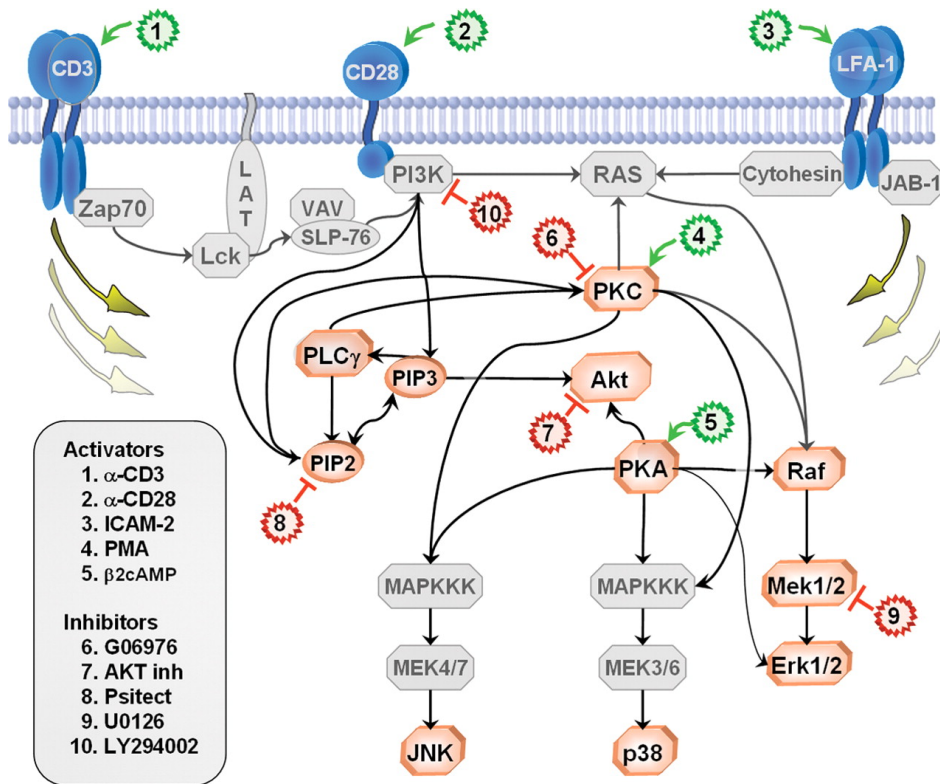 1
2
3
CD3
CD28
LFA-1
LAT
PI3K
RAS
Cytohesin
JAB-1
Zap70
VAV
SLP-76
Lck
10
6
4
PKC
PLCγ
PIP3
Akt
7
5
PIP2
PKA
Raf
8
MAPKKK
MAPKKK
Mek1/2
9
MEK4/7
MEK3/6
Erk1/2
JNK
p38
Activators
1. α-CD3
2. α-CD28
3. ICAM-2
4. PMA
5. β2cAMP
Inhibitors
6. G06976
7. AKT inh
8. Psitect
9. U0126
10. LY294002